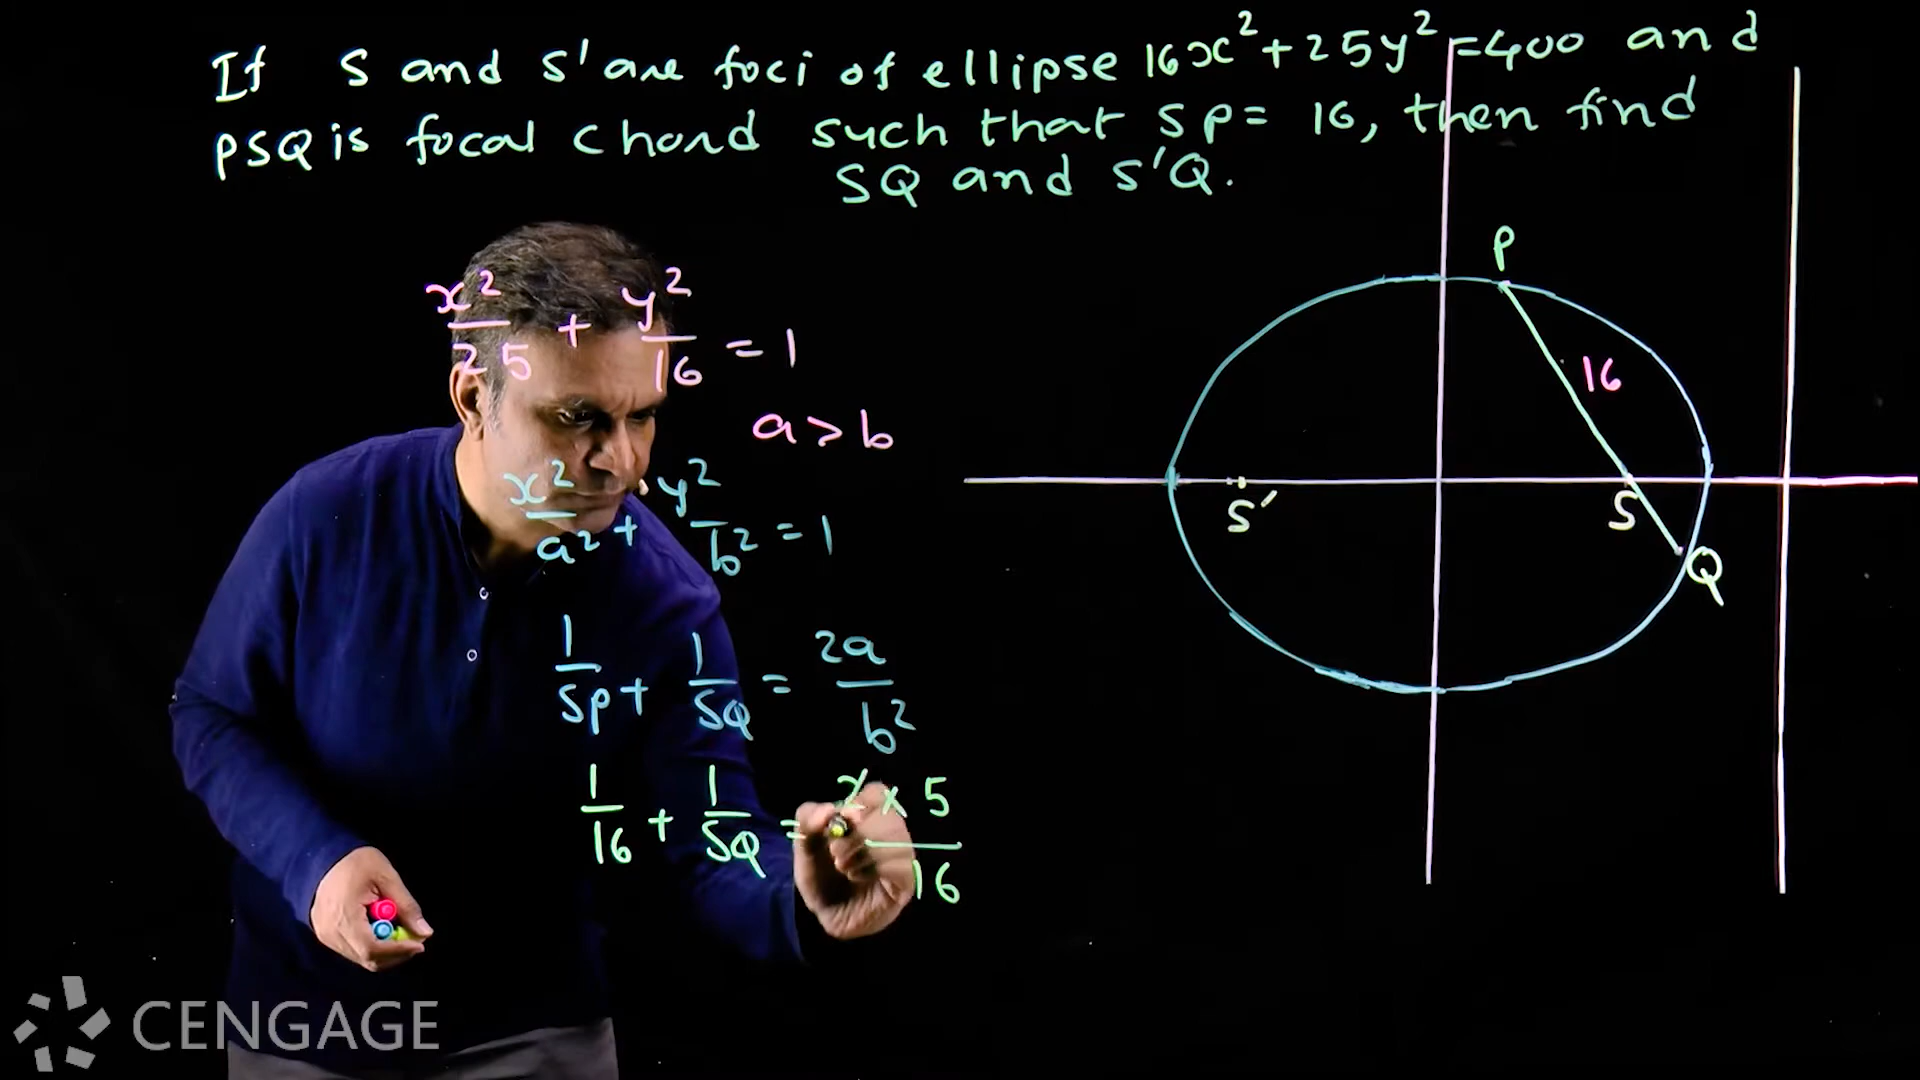 If S and S' are foci of ellipse 16x²+25y²=400 and
PSQ is focal chord such that SP= 16, then find
SQ and S'Q.
x²/25 + y²/16 = 1
a > b
x²/a² + y²/b² = 1
1/SP + 1/SQ = 2a/b²
1/16 + 1/SQ = 2 × 5/16
P
16
S'
S
Q
CENGAGE